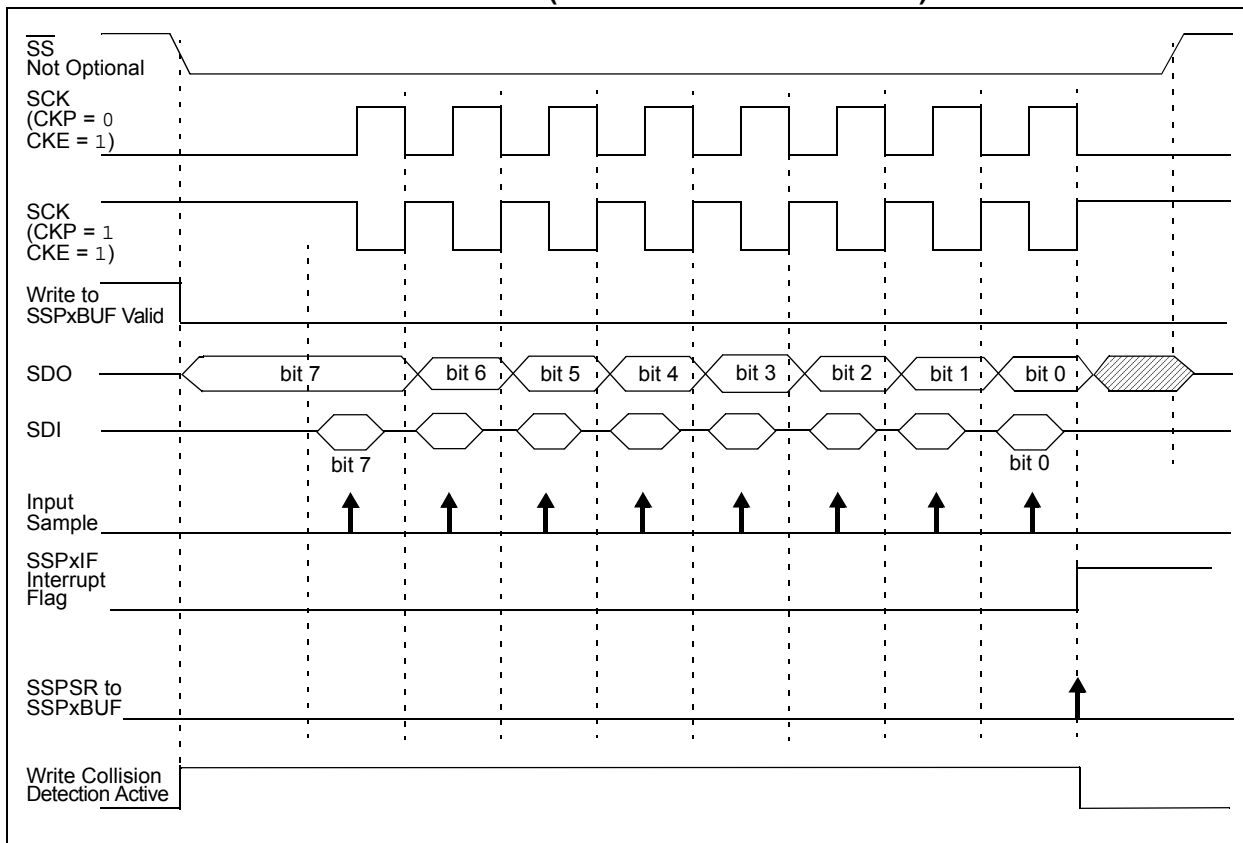 SS
Not Optional
SCK
(CKP = 0
CKE = 1)
SCK
(CKP = 1
CKE = 1)
Write to
SSPxBUF Valid
SDO
bit 7 bit 6 bit 5 bit 4 bit 3 bit 2 bit 1 bit 0
SDI
bit 7 bit 0
Input
Sample
SSPxIF
Interrupt
Flag
SSPSR to
SSPxBUF
Write Collision
Detection Active